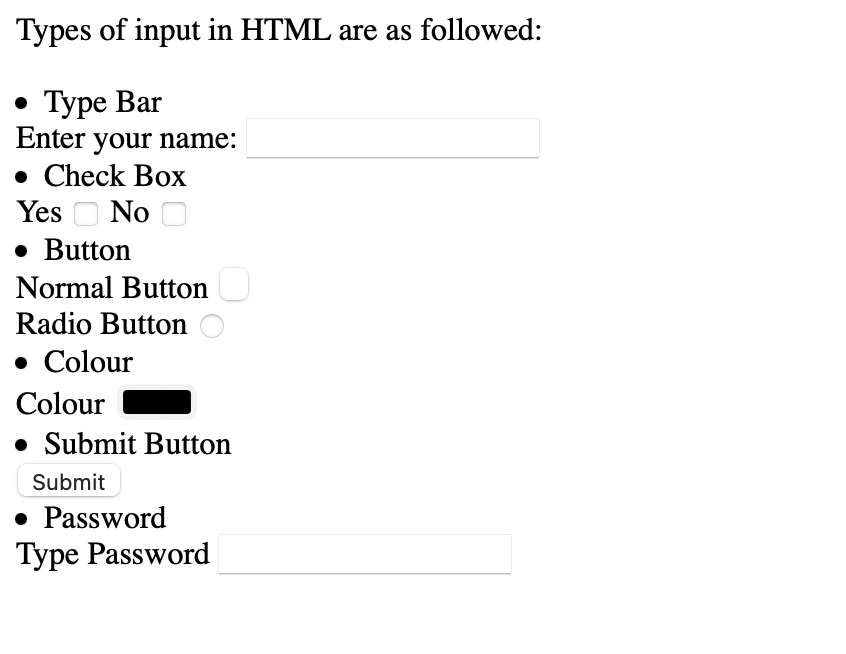 Types of input in HTML are as followed:
• Type Bar
Enter your name:
• Check Box
Yes No
• Button
Normal Button
Radio Button
• Colour
Colour
• Submit Button
Submit
• Password
Type Password